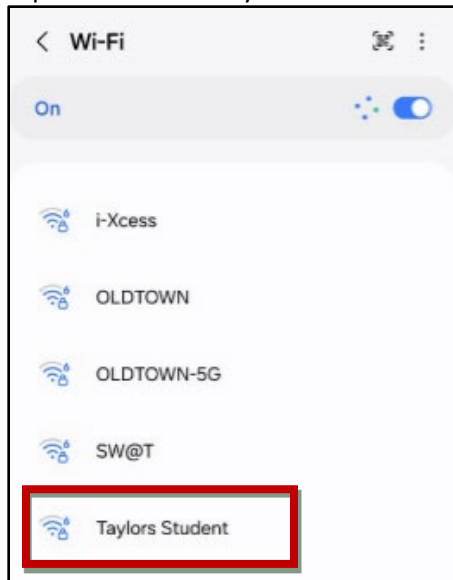 Wi-Fi
On
i-Xcess
OLDTOWN
OLDTOWN-5G
SW@T
Taylors Student